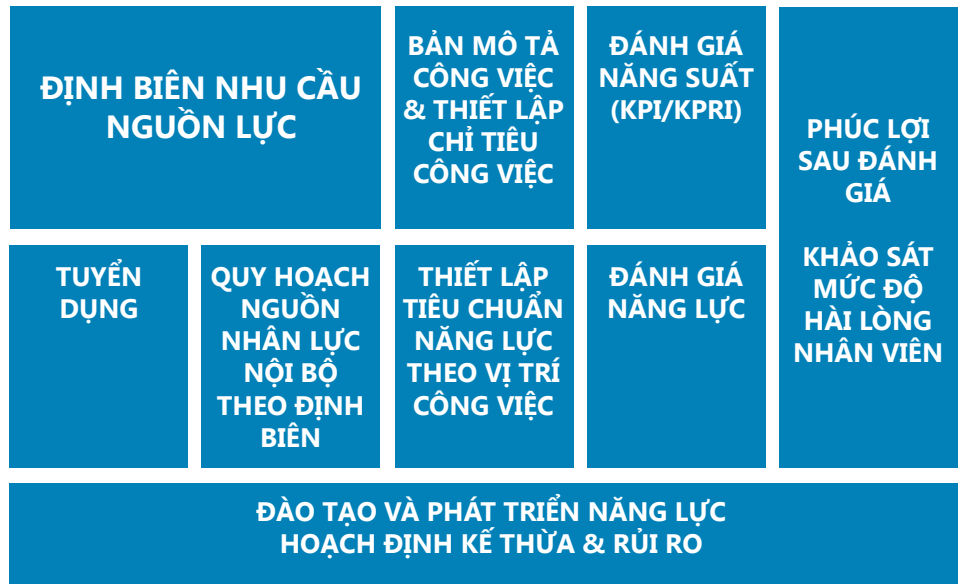 ĐỊNH BIÊN NHU CẦU
NGUỒN LỰC
BẢN MÔ TẢ
CÔNG VIỆC
& THIẾT LẬP
CHỈ TIÊU
CÔNG VIỆC
ĐÁNH GIÁ
NĂNG SUẤT
(KPI/KPRI)
PHÚC LỢI
SAU ĐÁNH
GIÁ
KHẢO SÁT
MỨC ĐỘ
HÀI LÒNG
NHÂN VIÊN
TUYỂN
DỤNG
QUY HOẠCH
NGUỒN
NHÂN LỰC
NỘI BỘ
THEO ĐỊNH
BIÊN
THIẾT LẬP
TIÊU CHUẨN
NĂNG LỰC
THEO VỊ TRÍ
CÔNG VIỆC
ĐÁNH GIÁ
NĂNG LỰC
ĐÀO TẠO VÀ PHÁT TRIỂN NĂNG LỰC
HOẠCH ĐỊNH KẾ THỪA & RỦI RO